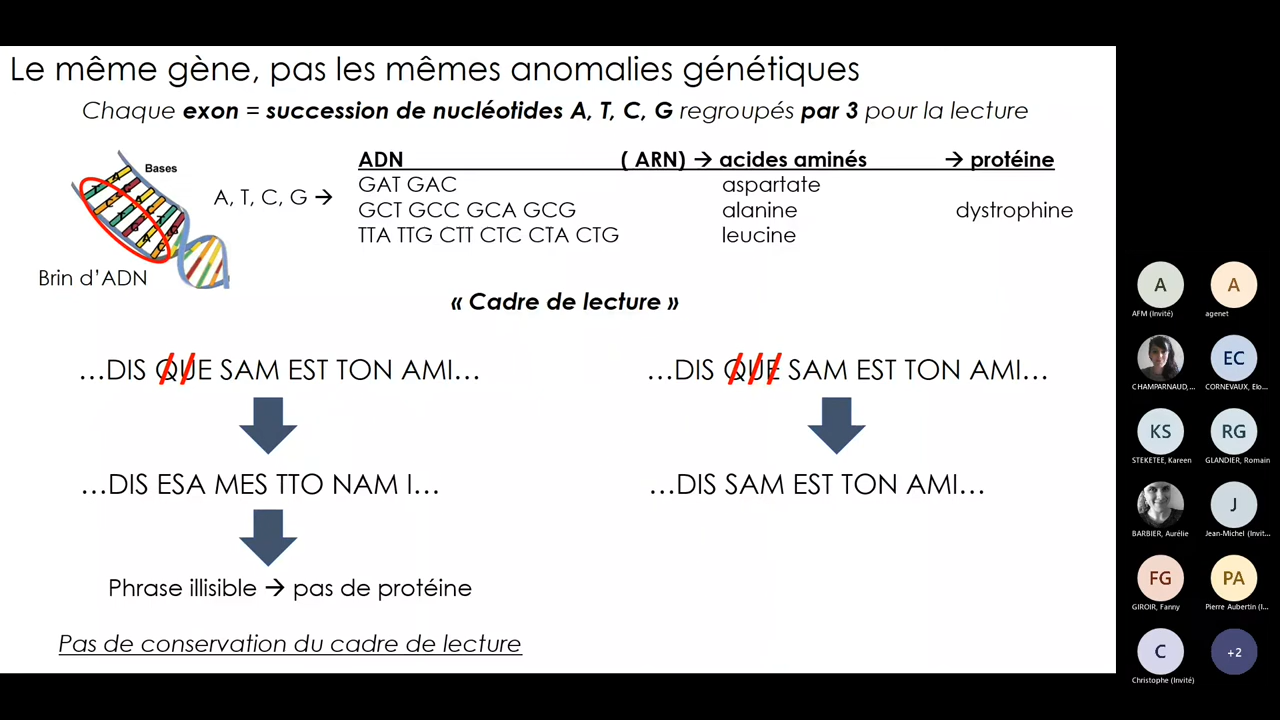 Le même gène, pas les mêmes anomalies génétiques
Chaque exon = succession de nucléotides A, T, C, G regroupés par 3 pour la lecture
Bases
A, T, C, G →
Brin d’ADN
ADN ( ARN) → acides aminés → protéine
GAT GAC aspartate
GCT GCC GCA GCG alanine dystrophine
TTA TTG CTT CTC CTA CTG leucine
« Cadre de lecture »
…DIS QUE SAM EST TON AMI…
…DIS ESA MES TTO NAM I…
Phrase illisible → pas de protéine
Pas de conservation du cadre de lecture
…DIS QUE SAM EST TON AMI…
…DIS SAM EST TON AMI…
A
AFM (Invité)
A
agenet
CHAMPARNAUD,...
EC
CORNEVAUX, Elo...
KS
STEKETEE, Kareen
RG
GLANDIER, Romain
BARBIER, Aurélie
J
Jean-Michel (Invit...
FG
GIROIR, Fanny
PA
Pierre Aubertin (I...
C
Christophe (Invité)
+2